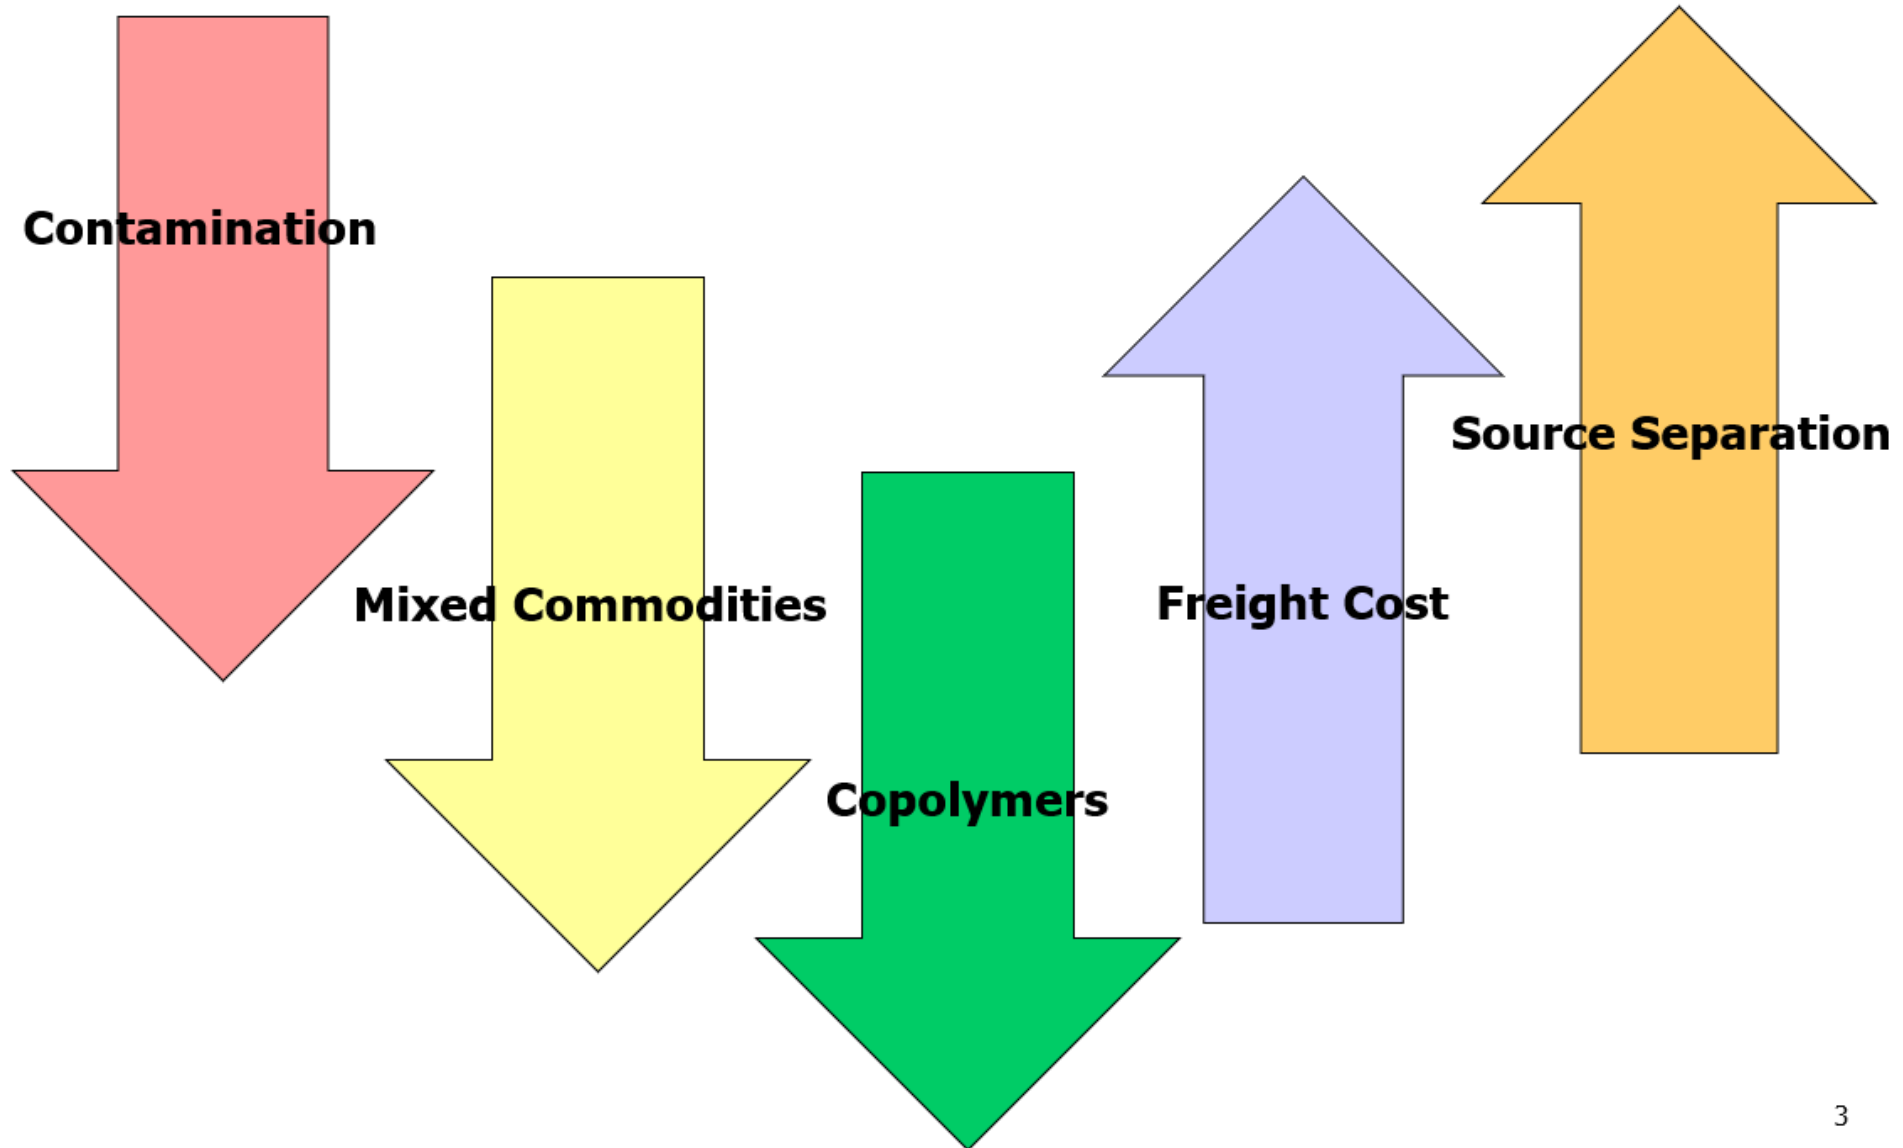 Contamination
Mixed Commodities
Copolymers
Freight Cost
Source Separation
3